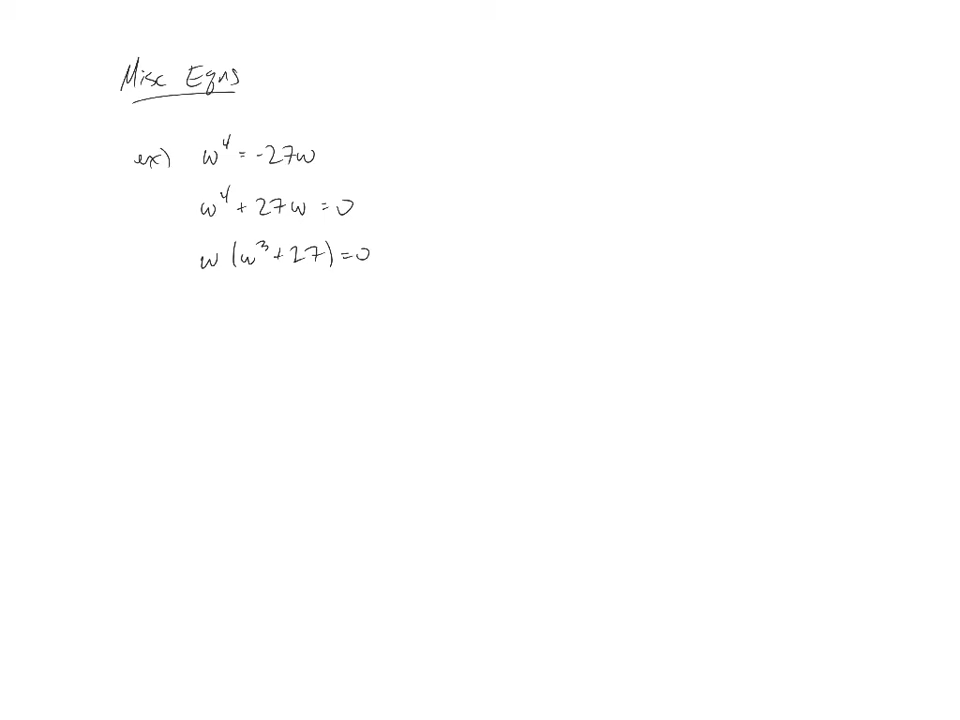 Misc Eqns
ex) w⁴ = -27w
w⁴ + 27w = 0
w (w³ + 27) = 0